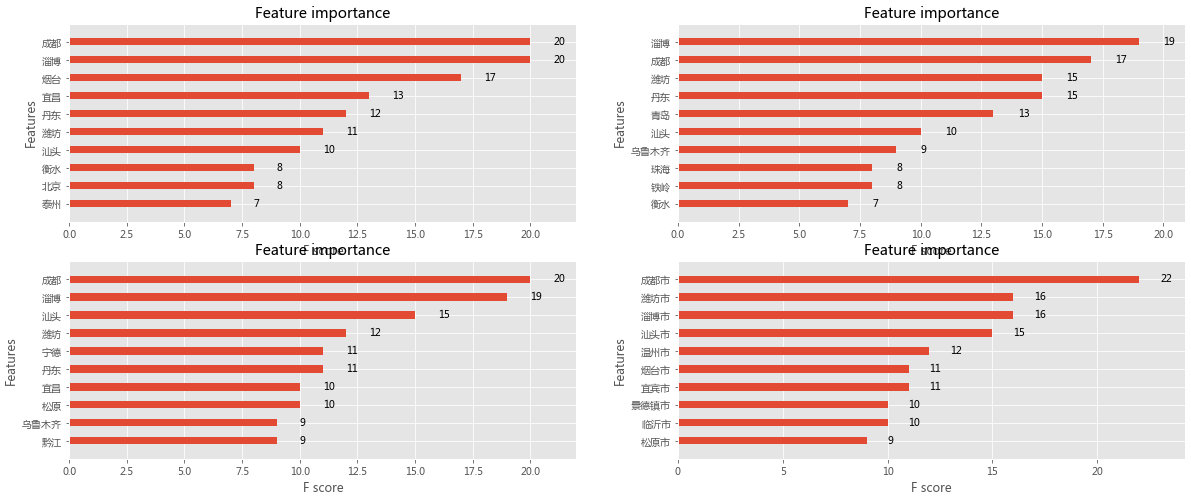 Feature importance
Features
成都 20
淄博 20
烟台 17
宜昌 13
丹东 12
潍坊 11
汕头 10
衡水 8
北京 8
泰州 7
0.0 2.5 5.0 7.5 10.0 12.5 15.0 17.5 20.0
F score
Feature importance
Features
淄博 19
成都 17
潍坊 15
丹东 15
青岛 13
汕头 10
乌鲁木齐 9
珠海 8
铁岭 8
衡水 7
0.0 2.5 5.0 7.5 10.0 12.5 15.0 17.5 20.0
F score
Feature importance
Features
成都 20
淄博 19
汕头 15
潍坊 12
宁德 11
丹东 11
宜昌 10
松原 10
乌鲁木齐 9
黔江 9
0.0 2.5 5.0 7.5 10.0 12.5 15.0 17.5 20.0
F score
Feature importance
Features
成都市 22
潍坊市 16
淄博市 16
汕头市 15
温州市 12
烟台市 11
宜宾市 11
景德镇市 10
临沂市 10
松原市 9
0 5 10 15 20
F score